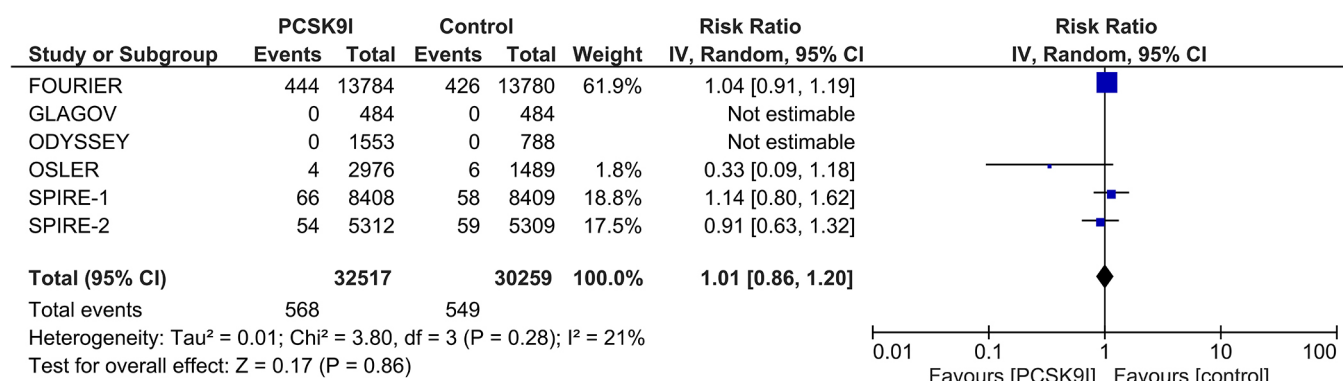 PCSK9I Control Risk Ratio Risk Ratio
Study or Subgroup Events Total Events Total Weight IV, Random, 95% CI IV, Random, 95% CI
FOURIER 444 13784 426 13780 61.9% 1.04 [0.91, 1.19]
GLAGOV 0 484 0 484 Not estimable
ODYSSEY 0 1553 0 788 Not estimable
OSLER 4 2976 6 1489 1.8% 0.33 [0.09, 1.18]
SPIRE-1 66 8408 58 8409 18.8% 1.14 [0.80, 1.62]
SPIRE-2 54 5312 59 5309 17.5% 0.91 [0.63, 1.32]
Total (95% CI) 32517 30259 100.0% 1.01 [0.86, 1.20]
Total events 568 549
Heterogeneity: Tau² = 0.01; Chi² = 3.80, df = 3 (P = 0.28); I² = 21%
Test for overall effect: Z = 0.17 (P = 0.86)
0.01 0.1 1 10 100
Favours [PCSK9I] Favours [control]